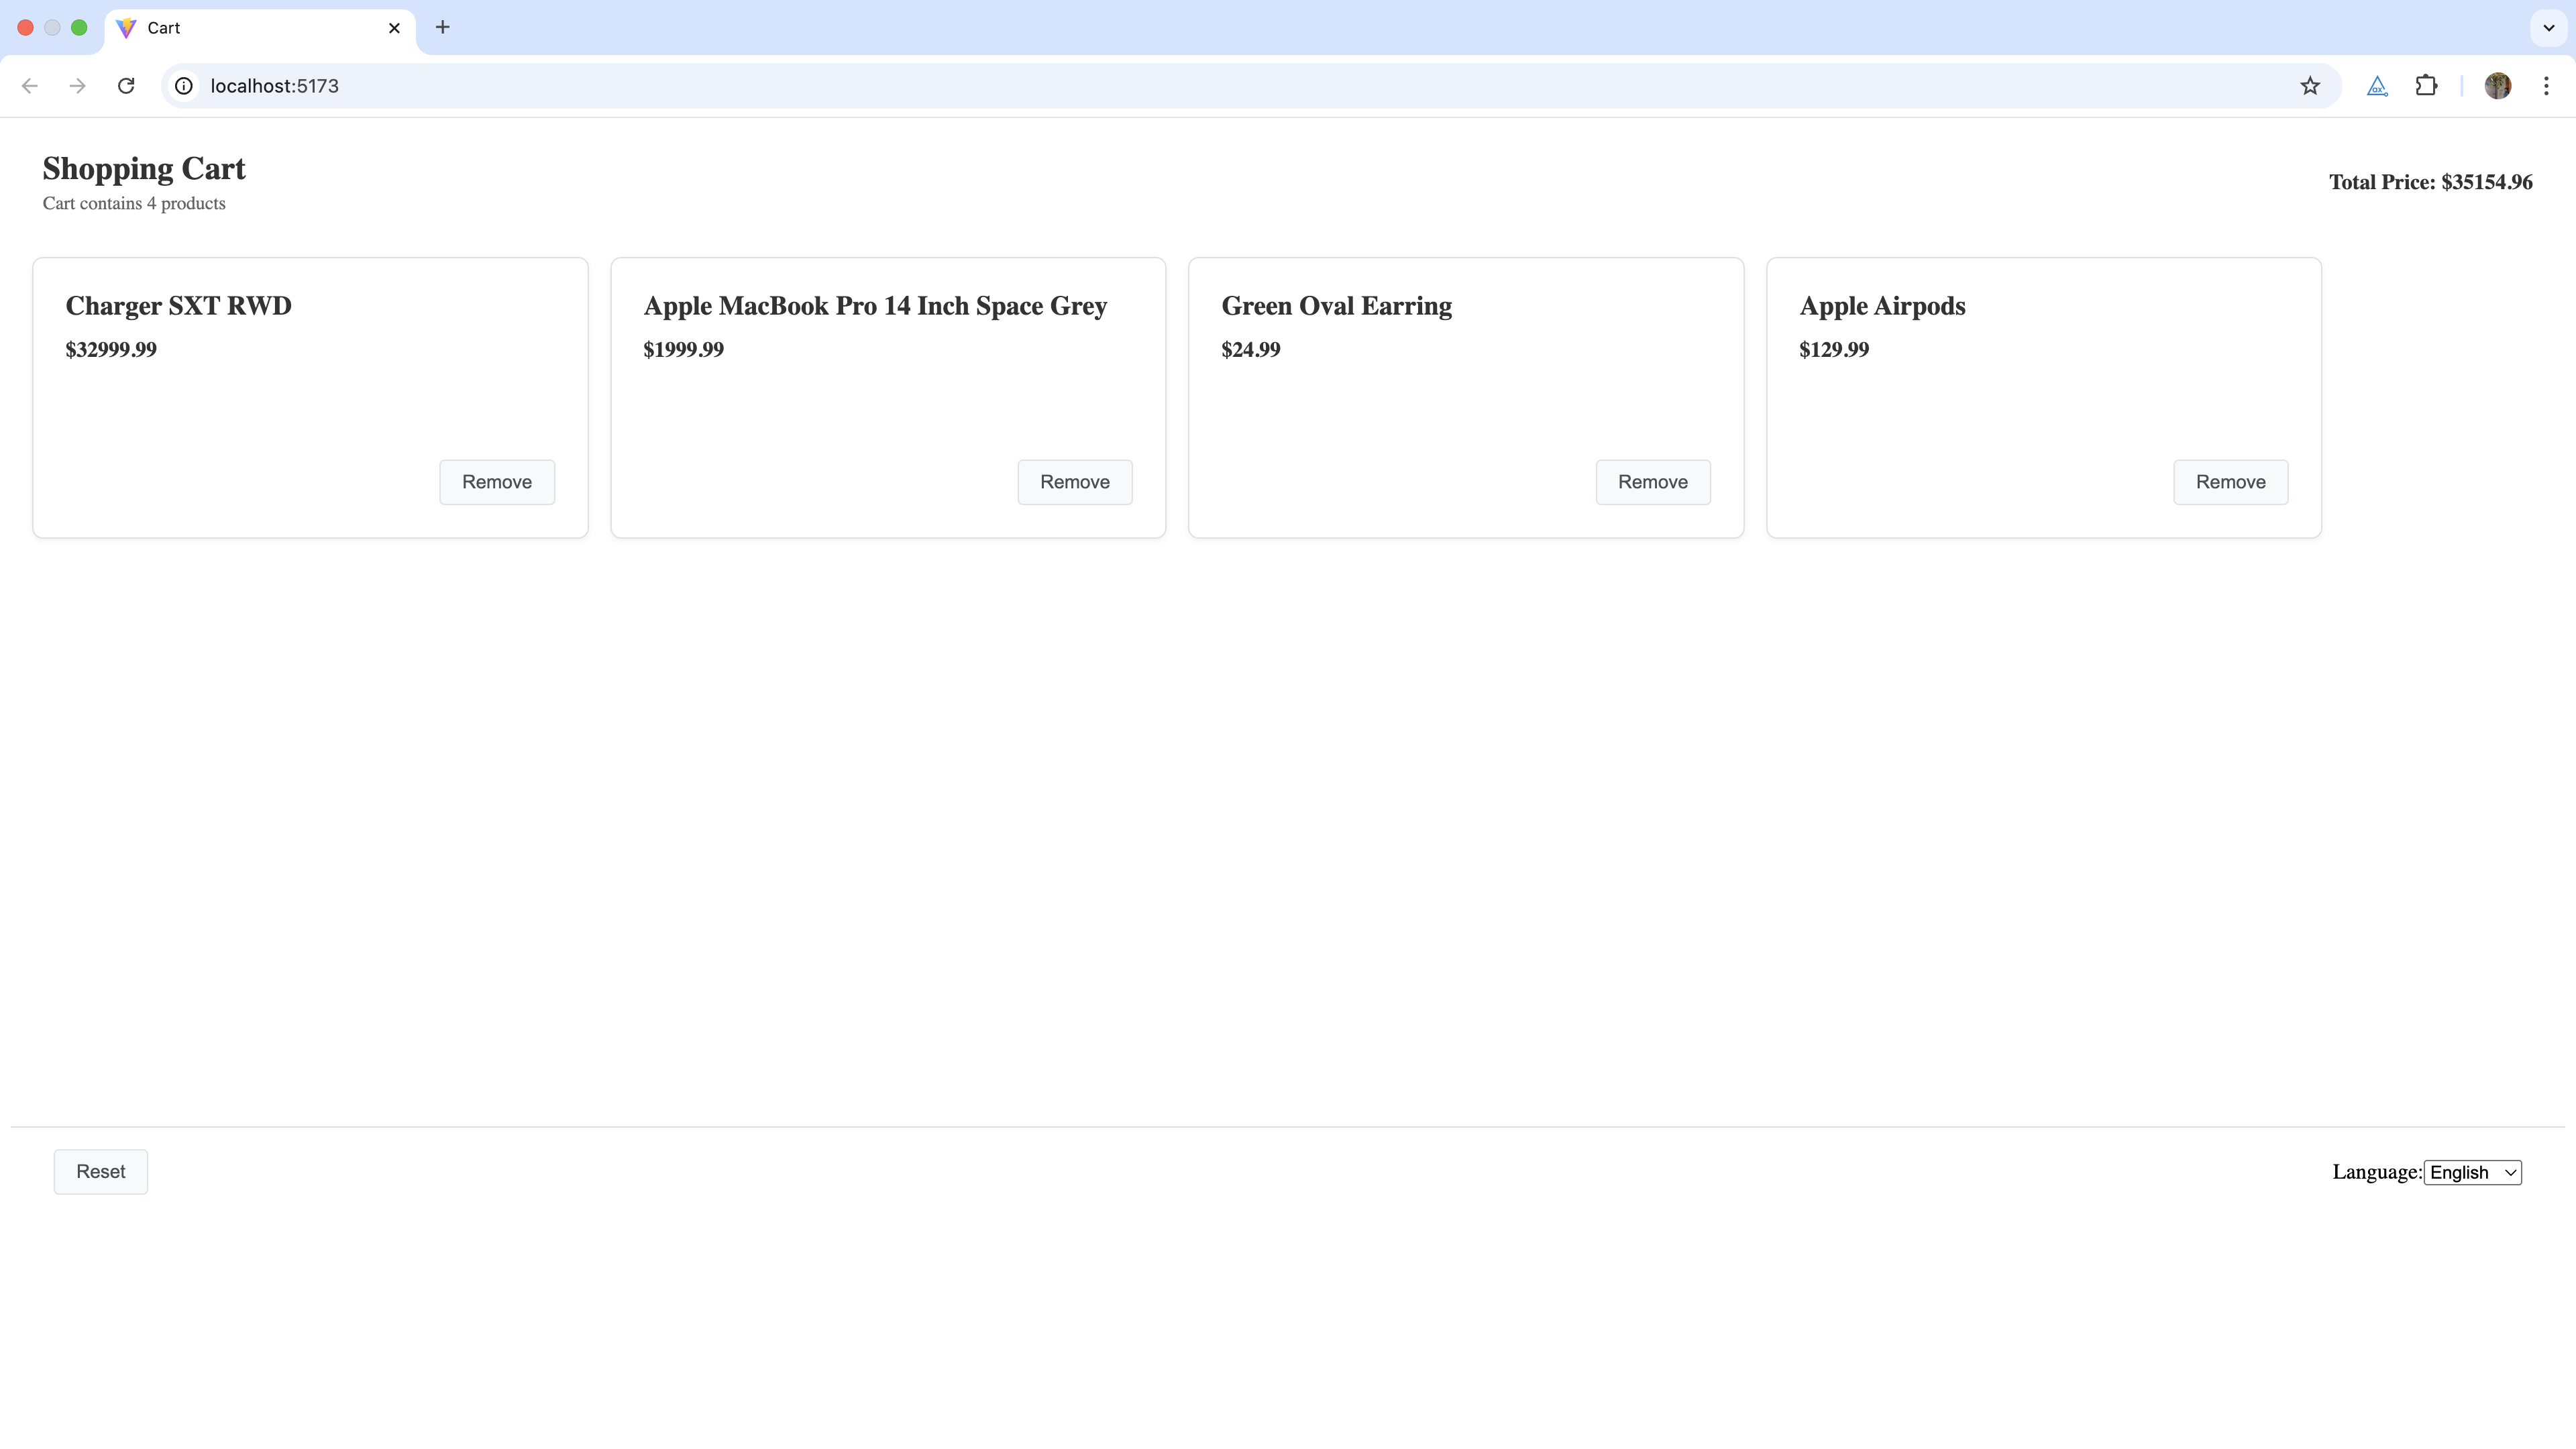 Cart
localhost:5173
Shopping Cart
Cart contains 4 products
Total Price: $35154.96
Charger SXT RWD
$32999.99
Remove
Apple MacBook Pro 14 Inch Space Grey
$1999.99
Remove
Green Oval Earring
$24.99
Remove
Apple Airpods
$129.99
Remove
Reset
Language: English